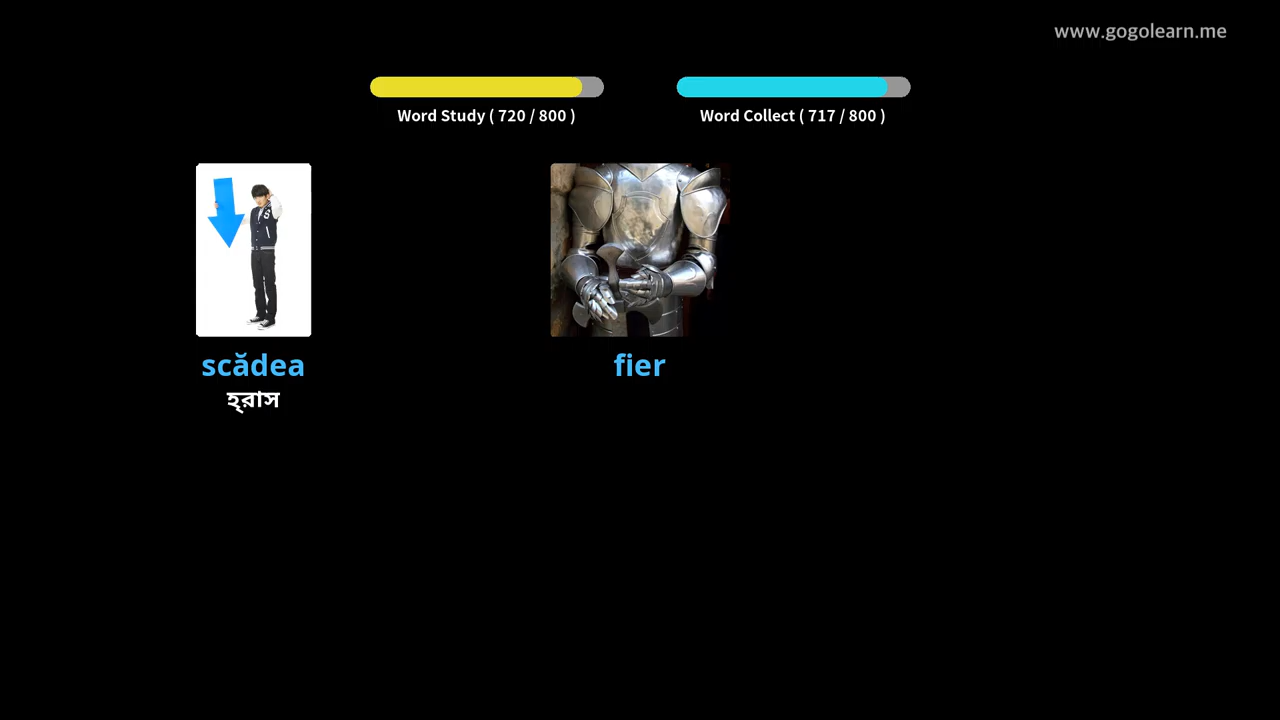 www.gogolearn.me
Word Study ( 720 / 800 )
Word Collect ( 717 / 800 )
scădea
হ্রাস
fier